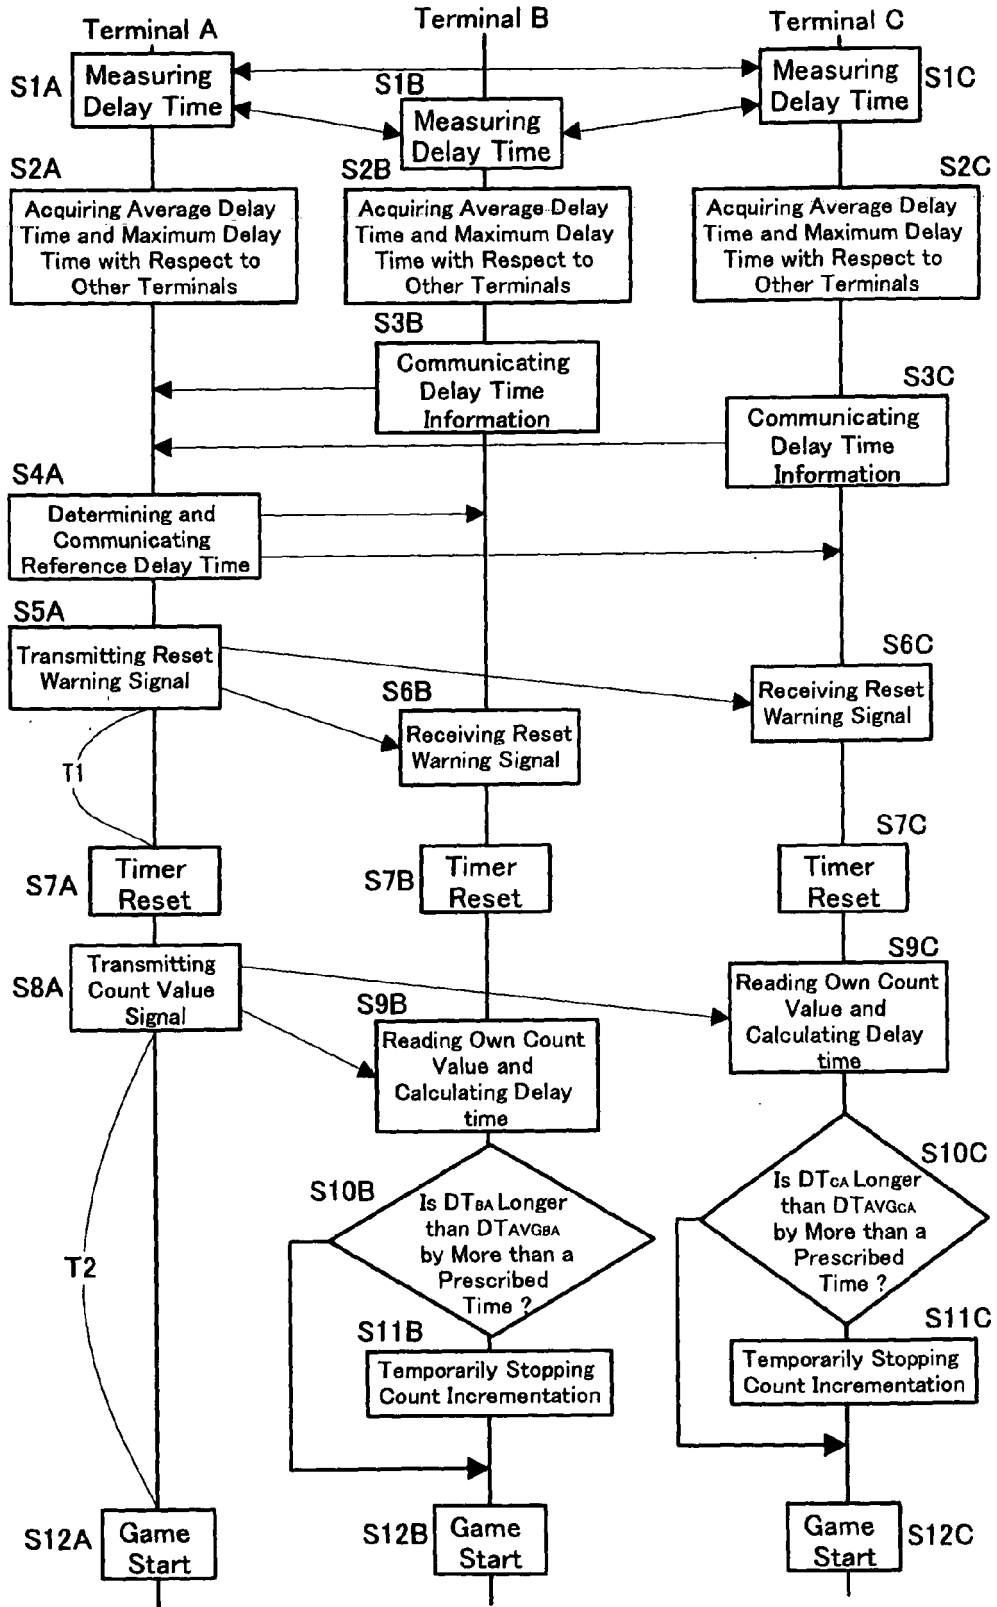 Terminal A
Terminal B
Terminal C
S1A
Measuring
Delay Time
S1B
Measuring
Delay Time
Measuring
Delay Time
S1C
S2A
Acquiring Average Delay
Time and Maximum Delay
Time with Respect to
Other Terminals
S2B
Acquiring Average Delay
Time and Maximum Delay
Time with Respect to
Other Terminals
S2C
Acquiring Average Delay
Time and Maximum Delay
Time with Respect to
Other Terminals
S3B
Communicating
Delay Time
Information
S3C
Communicating
Delay Time
Information
S4A
Determining and
Communicating
Reference Delay Time
S5A
Transmitting Reset
Warning Signal
S6B
Receiving Reset
Warning Signal
S6C
Receiving Reset
Warning Signal
T1
S7A
Timer
Reset
S7B
Timer
Reset
S7C
Timer
Reset
S8A
Transmitting
Count Value
Signal
S9B
Reading Own Count
Value and
Calculating Delay
time
S9C
Reading Own Count
Value and
Calculating Delay
time
T2
S10B
Is DTBA Longer
than DTAVGBA
by More than a
Prescribed
Time ?
S10C
Is DTCA Longer
than DTAVGCA
by More than a
Prescribed
Time ?
S11B
Temporarily Stopping
Count Incrementation
S11C
Temporarily Stopping
Count Incrementation
S12A
Game
Start
S12B
Game
Start
Game
Start
S12C